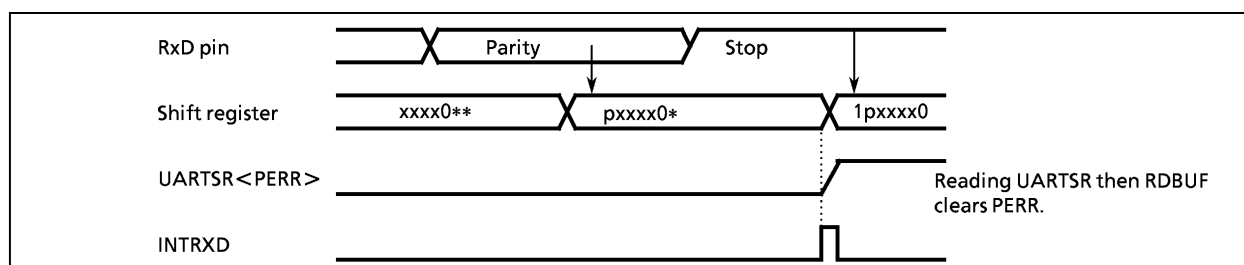 RxD pin Parity Stop
Shift register xxxx0** pxxxx0* 1pxxxx0
UARTSR<PERR> Reading UARTSR then RDBUF
clears PERR.
INTRXD